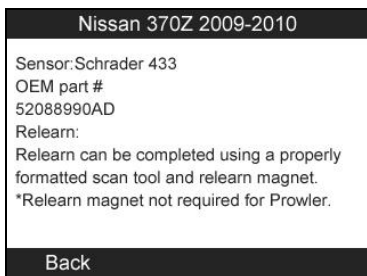 Nissan 370Z 2009-2010
Sensor:Schrader 433
OEM part #
52088990AD
Relearn:
Relearn can be completed using a properly
formatted scan tool and relearn magnet.
*Relearn magnet not required for Prowler.
Back